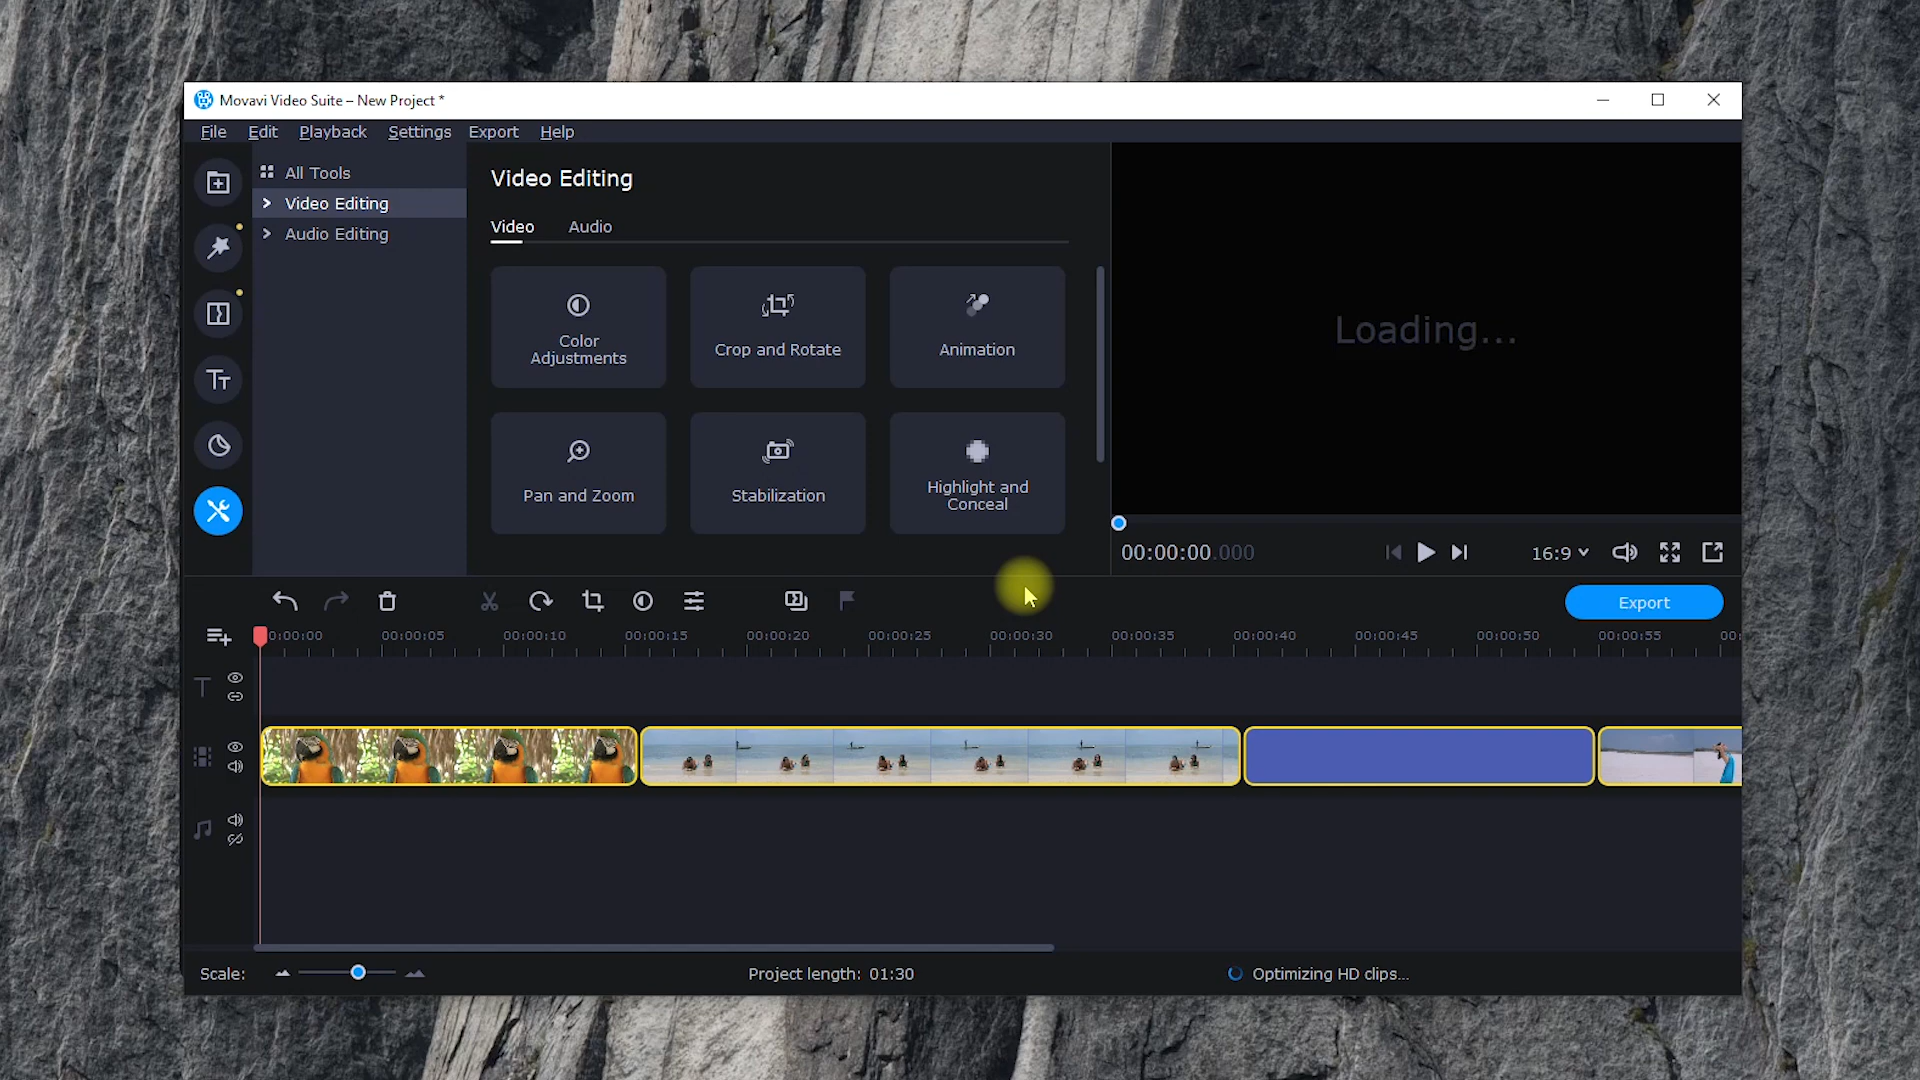 Movavi Video Suite – New Project *
File Edit Playback Settings Export Help
All Tools
Video Editing
Audio Editing
Video Editing
Video Audio
Color
Adjustments
Crop and Rotate
Animation
Pan and Zoom
Stabilization
Highlight and
Conceal
Loading...
00:00:00.000
16:9
Export
0:00:00 00:00:05 00:00:10 00:00:15 00:00:20 00:00:25 00:00:30 00:00:35 00:00:40 00:00:45 00:00:50 00:00:55 00:
Scale:
Project length: 01:30
Optimizing HD clips...